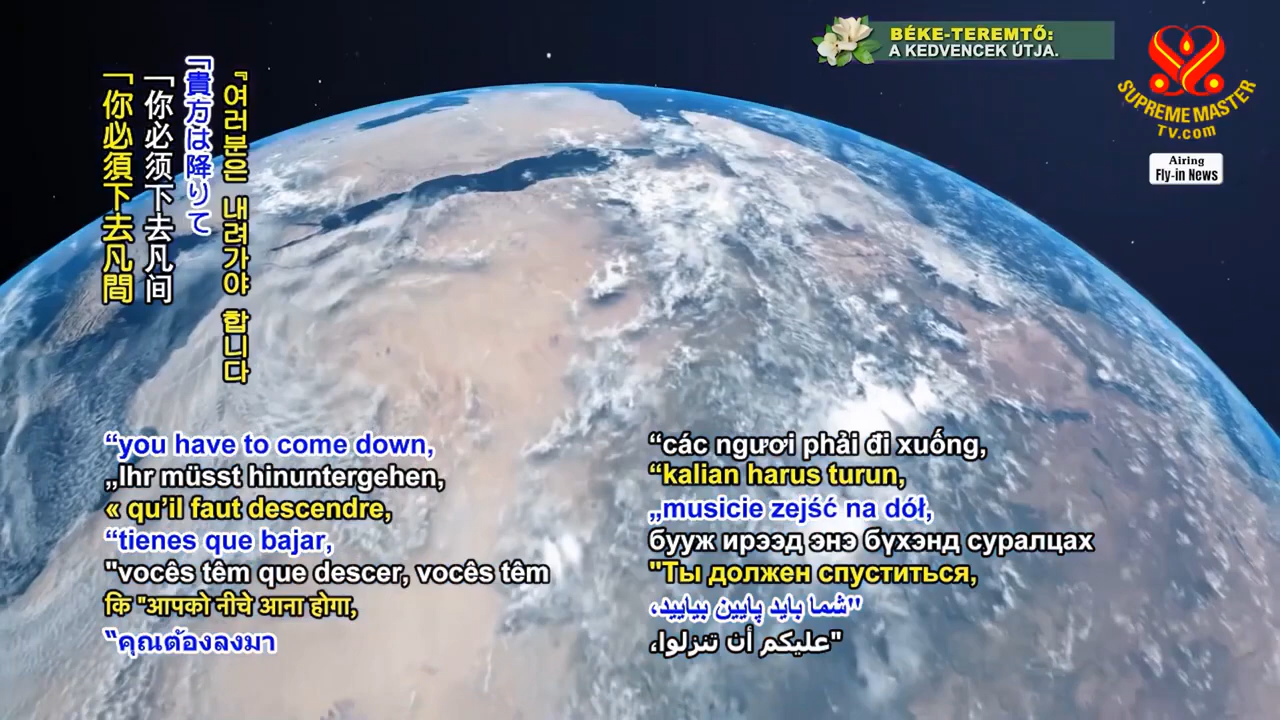 BÉKE-TEREMTŐ:
A KEDVENCEK ÚTJA.
SUPREME MASTER
TV.com
Airing
Fly-in News
『여러분은 내려가야 합니다
「貴方は降りて
「你必须下去凡间
「你必須下去凡間
“you have to come down,
„Ihr müsst hinuntergehen,
« qu’il faut descendre,
“tienes que bajar,
"vocês têm que descer, vocês têm
कि "आपको नीचे आना होगा,
“คุณต้องลงมา
“các ngươi phải đi xuống,
“kalian harus turun,
„musicie zejść na dół,
бууж ирээд энэ бүхэнд суралцах
"Ты должен спуститься,
"شما باید پایین بیایید،
"عليكم أن تنزلوا،